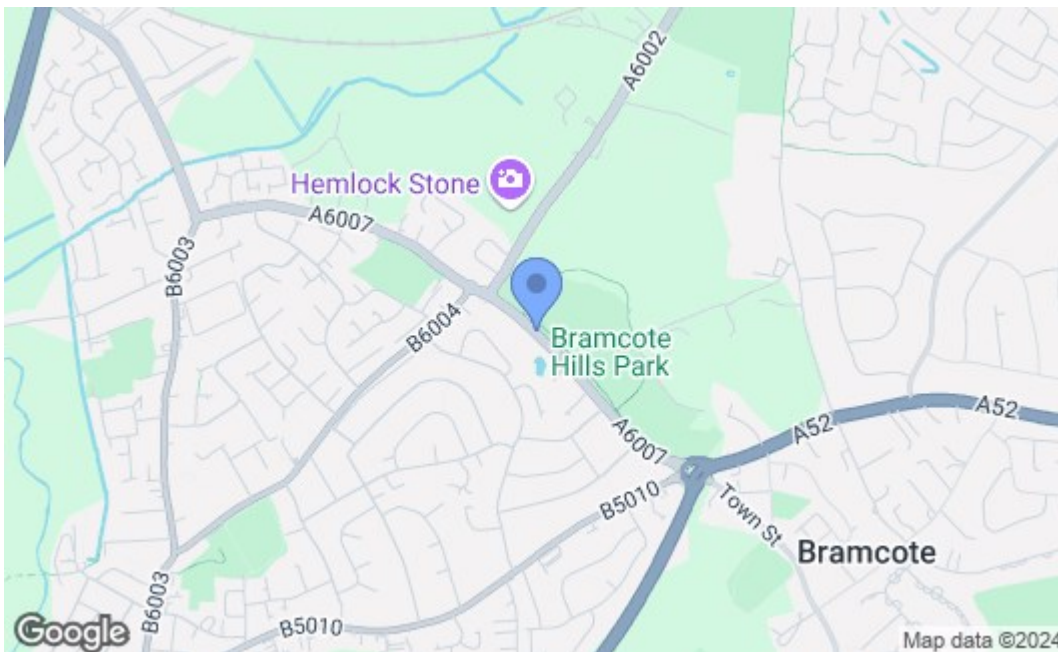 A6002
Hemlock Stone
A6007
B6003
B6004
Bramcote
Hills Park
A52
A52
A6007
B5010
Town St
Bramcote
B6003
B5010
Google
Map data ©2024